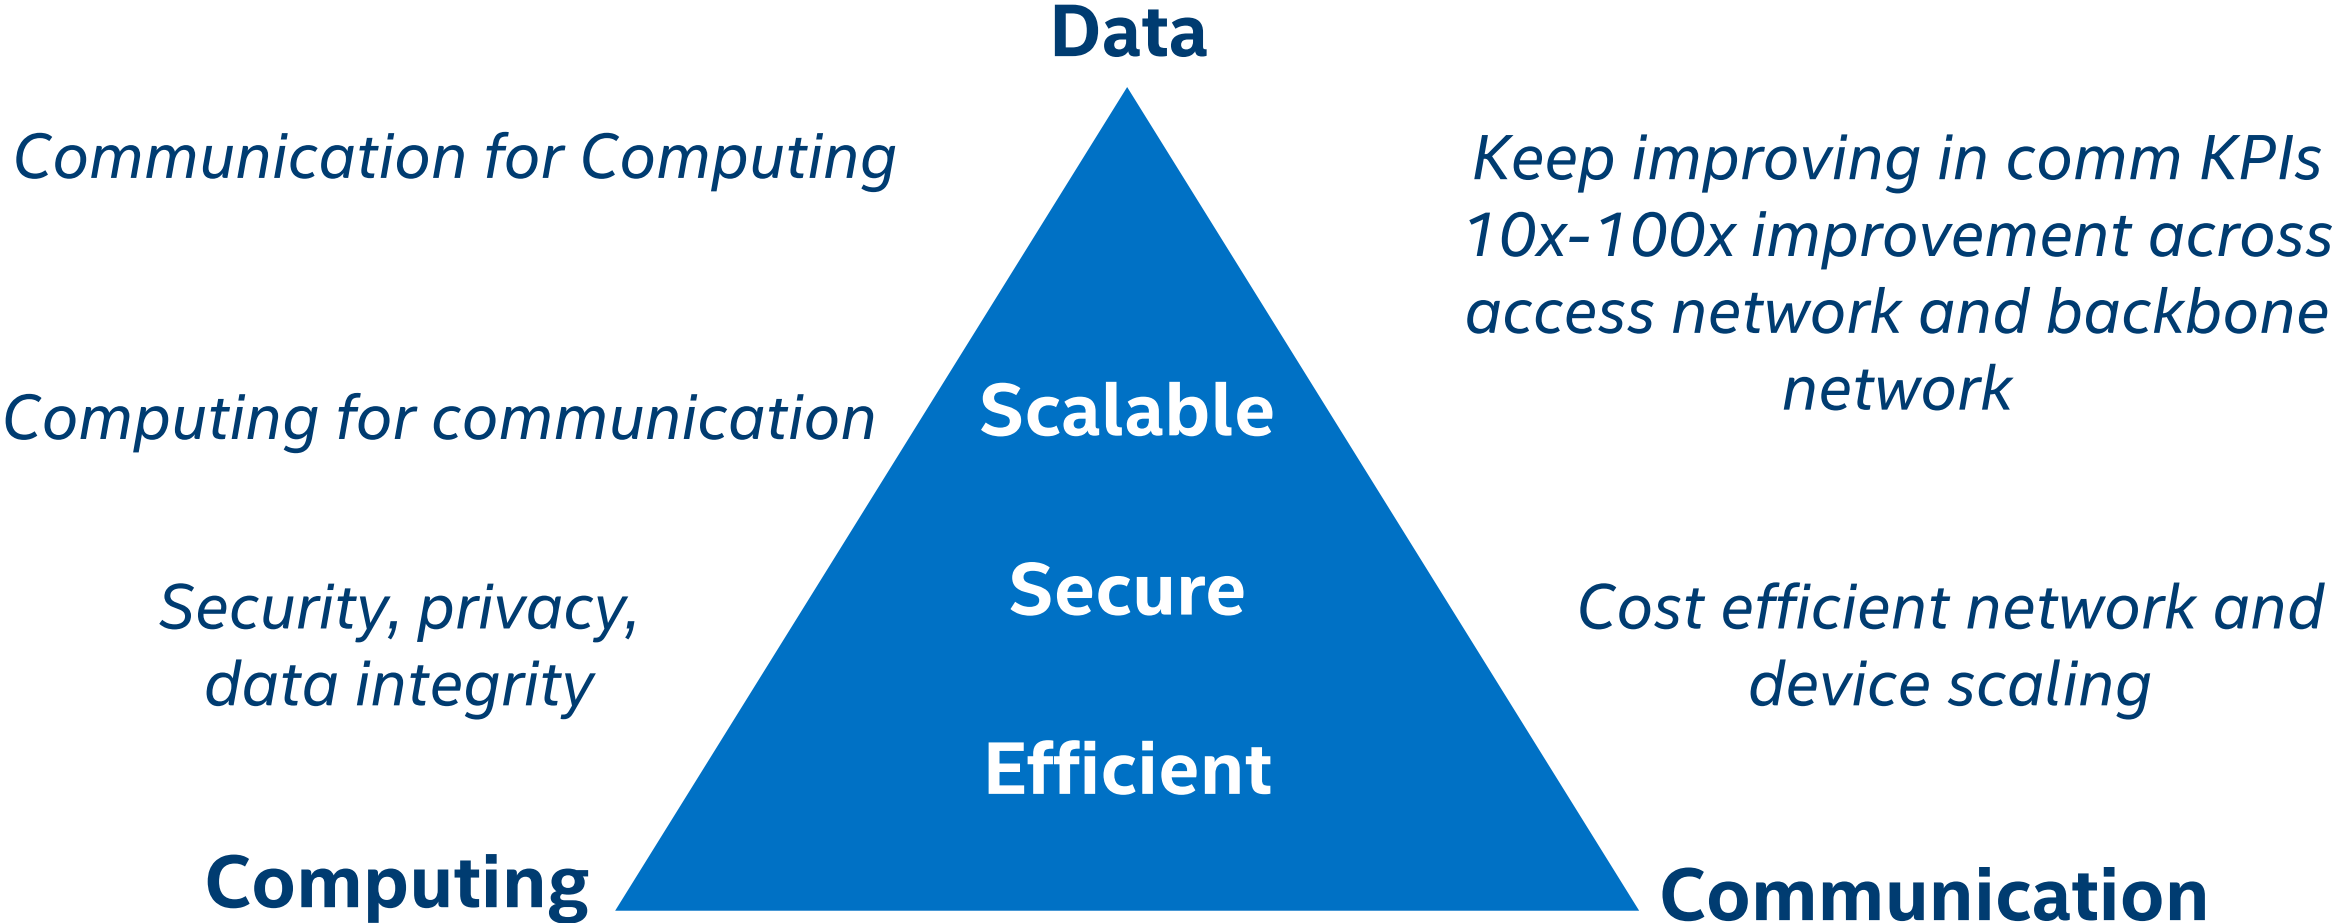 Data
Communication for Computing
Computing for communication
Security, privacy,
data integrity
Keep improving in comm KPIs
10x-100x improvement across
access network and backbone
network
Cost efficient network and
device scaling
Scalable
Secure
Efficient
Computing
Communication